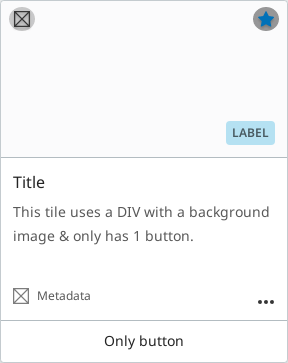 LABEL
Title
This tile uses a DIV with a background
image & only has 1 button.
Metadata
Only button